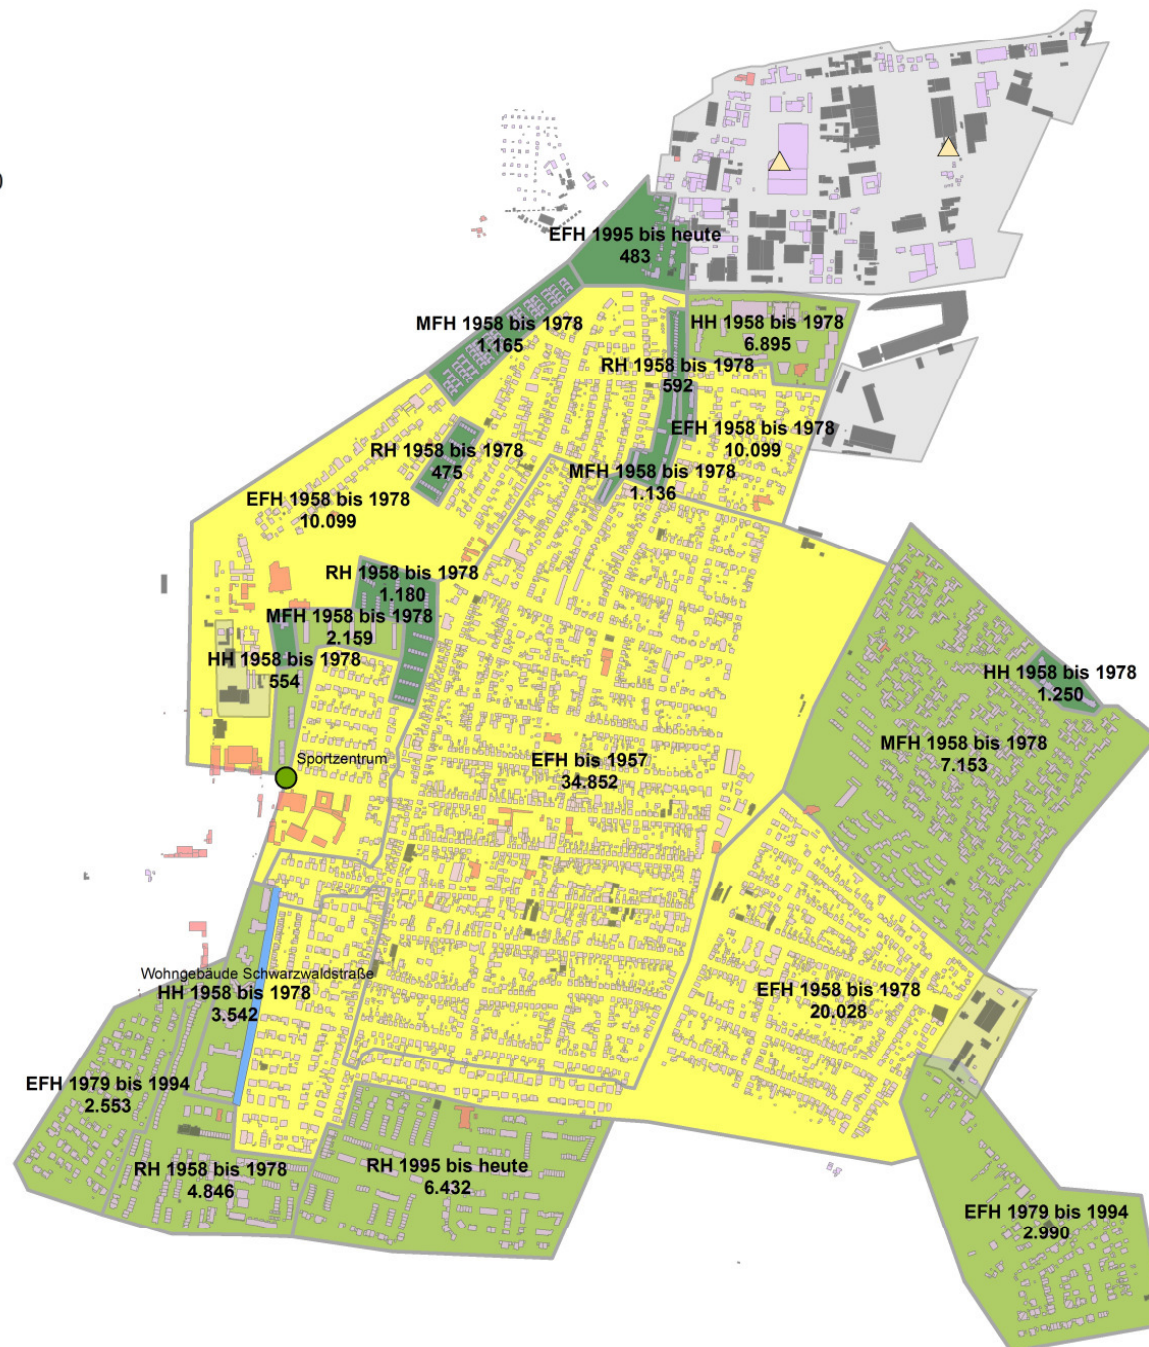 )
EFH 1995 bis heute
483
MFH 1958 bis 1978
1.165
HH 1958 bis 1978
6.895
RH 1958 bis 1978
592
EFH 1958 bis 1978
10.099
RH 1958 bis 1978
475
MFH 1958 bis 1978
1.136
EFH 1958 bis 1978
10.099
RH 1958 bis 1978
1.180
MFH 1958 bis 1978
2.159
HH 1958 bis 1978
554
HH 1958 bis 1978
1.250
MFH 1958 bis 1978
7.153
Sportzentrum
EFH bis 1957
34.852
Wohngebäude Schwarzwaldstraße
HH 1958 bis 1978
3.542
EFH 1958 bis 1978
20.028
EFH 1979 bis 1994
2.553
RH 1958 bis 1978
4.846
RH 1995 bis heute
6.432
EFH 1979 bis 1994
2.990